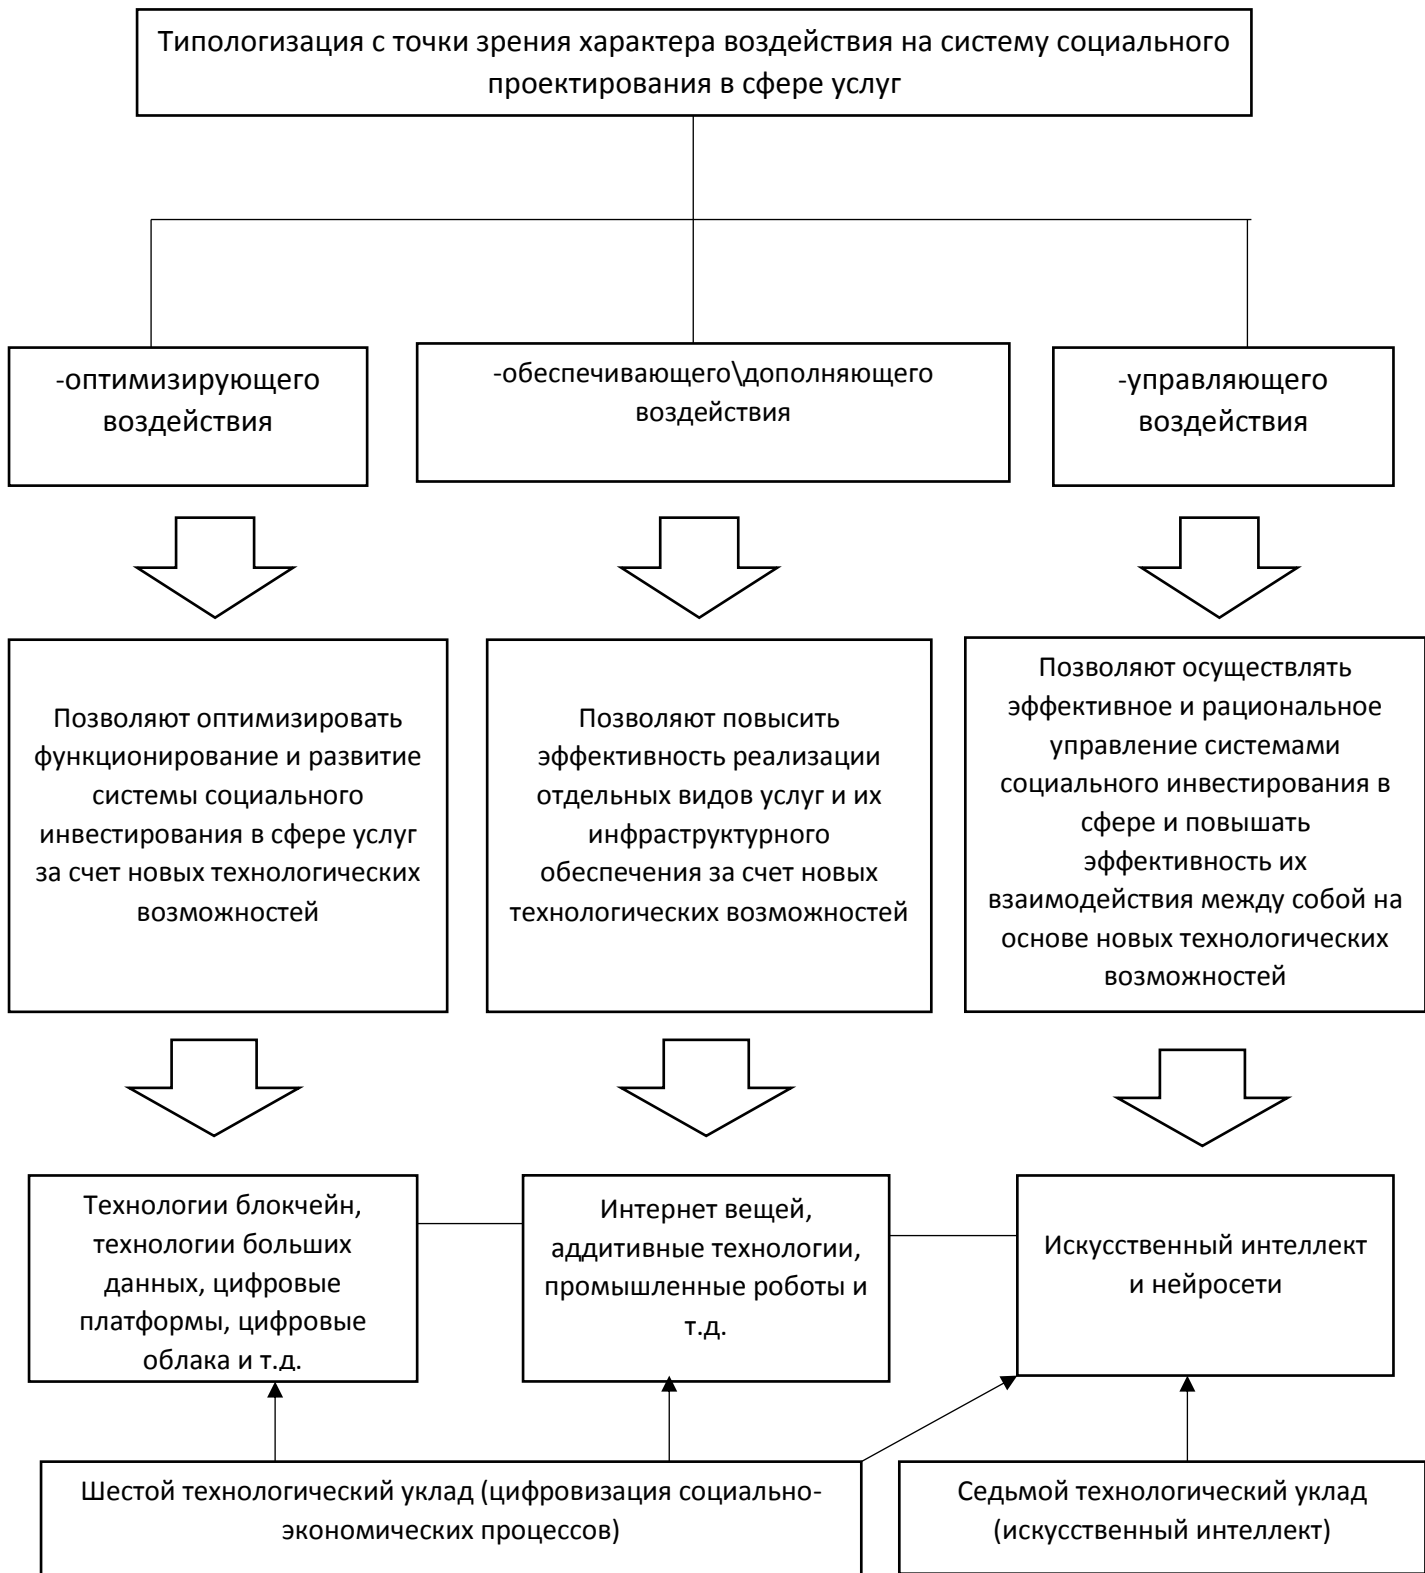 Типологизация с точки зрения характера воздействия на систему социального
проектирования в сфере услуг
-оптимизирующего
воздействия
-обеспечивающего\дополняющего
воздействия
-управляющего
воздействия
Позволяют оптимизировать
функционирование и развитие
системы социального
инвестирования в сфере услуг
за счет новых технологических
возможностей
Позволяют повысить
эффективность реализации
отдельных видов услуг и их
инфраструктурного
обеспечения за счет новых
технологических возможностей
Позволяют осуществлять
эффективное и рациональное
управление системами
социального инвестирования в
сфере и повышать
эффективность их
взаимодействия между собой на
основе новых технологических
возможностей
Технологии блокчейн,
технологии больших
данных, цифровые
платформы, цифровые
облака и т.д.
Интернет вещей,
аддитивные технологии,
промышленные роботы и
т.д.
Искусственный интеллект
и нейросети
Шестой технологический уклад (цифровизация социально-
экономических процессов)
Седьмой технологический уклад
(искусственный интеллект)